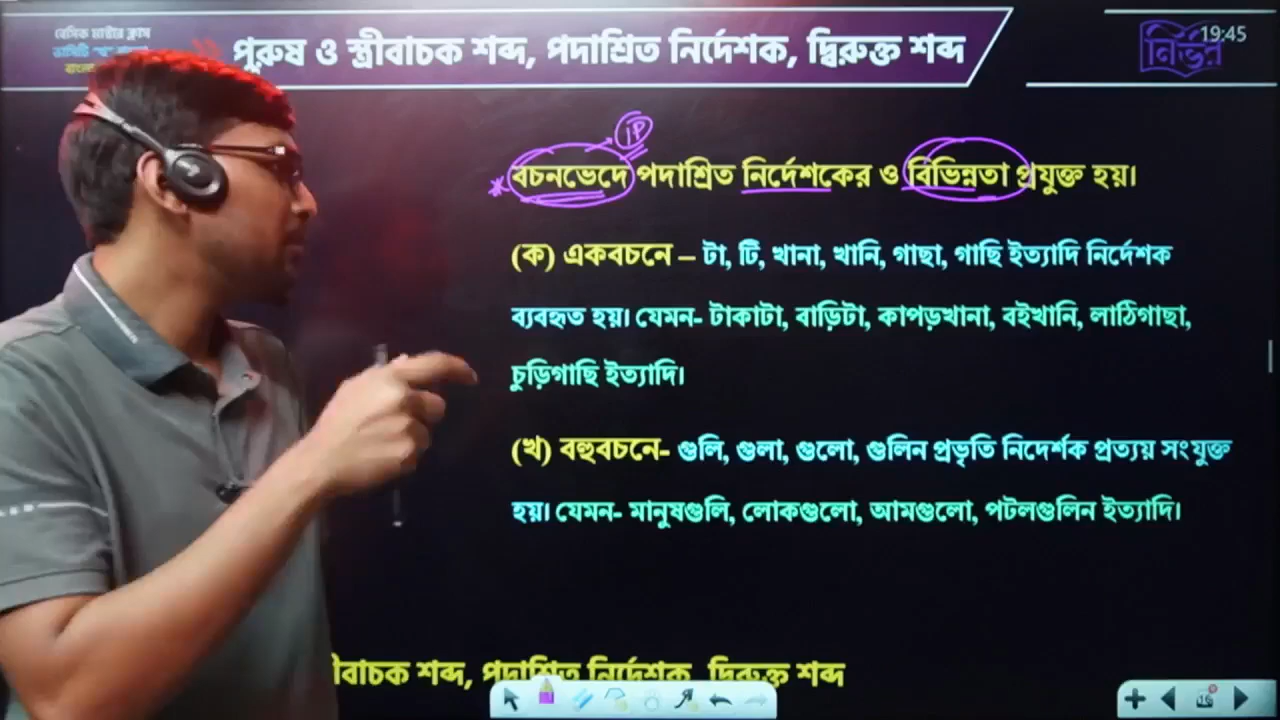 বেসিক মাস্টার ক্লাস
পুরুষ ও স্ত্রীবাচক শব্দ, পদাশ্রিত নির্দেশক, দ্বিরুক্ত শব্দ
19:45
নির্ভর
IP
* বচনভেদে পদাশ্রিত নির্দেশকের ও বিভিন্নতা প্রযুক্ত হয়।
(ক) একবচনে – টা, টি, খানা, খানি, গাছা, গাছি ইত্যাদি নির্দেশক
ব্যবহৃত হয়। যেমন- টাকাটা, বাড়িটা, কাপড়খানা, বইখানি, লাঠিগাছা,
চুড়িগাছি ইত্যাদি।
(খ) বহুবচনে- গুলি, গুলা, গুলো, গুলিন প্রভৃতি নিদের্শক প্রত্যয় সংযুক্ত
হয়। যেমন- মানুষগুলি, লোকগুলো, আমগুলো, পটলগুলিন ইত্যাদি।
শব্দ, পদাশ্রিত নির্দেশক, দ্বিরুক্ত শব্দ